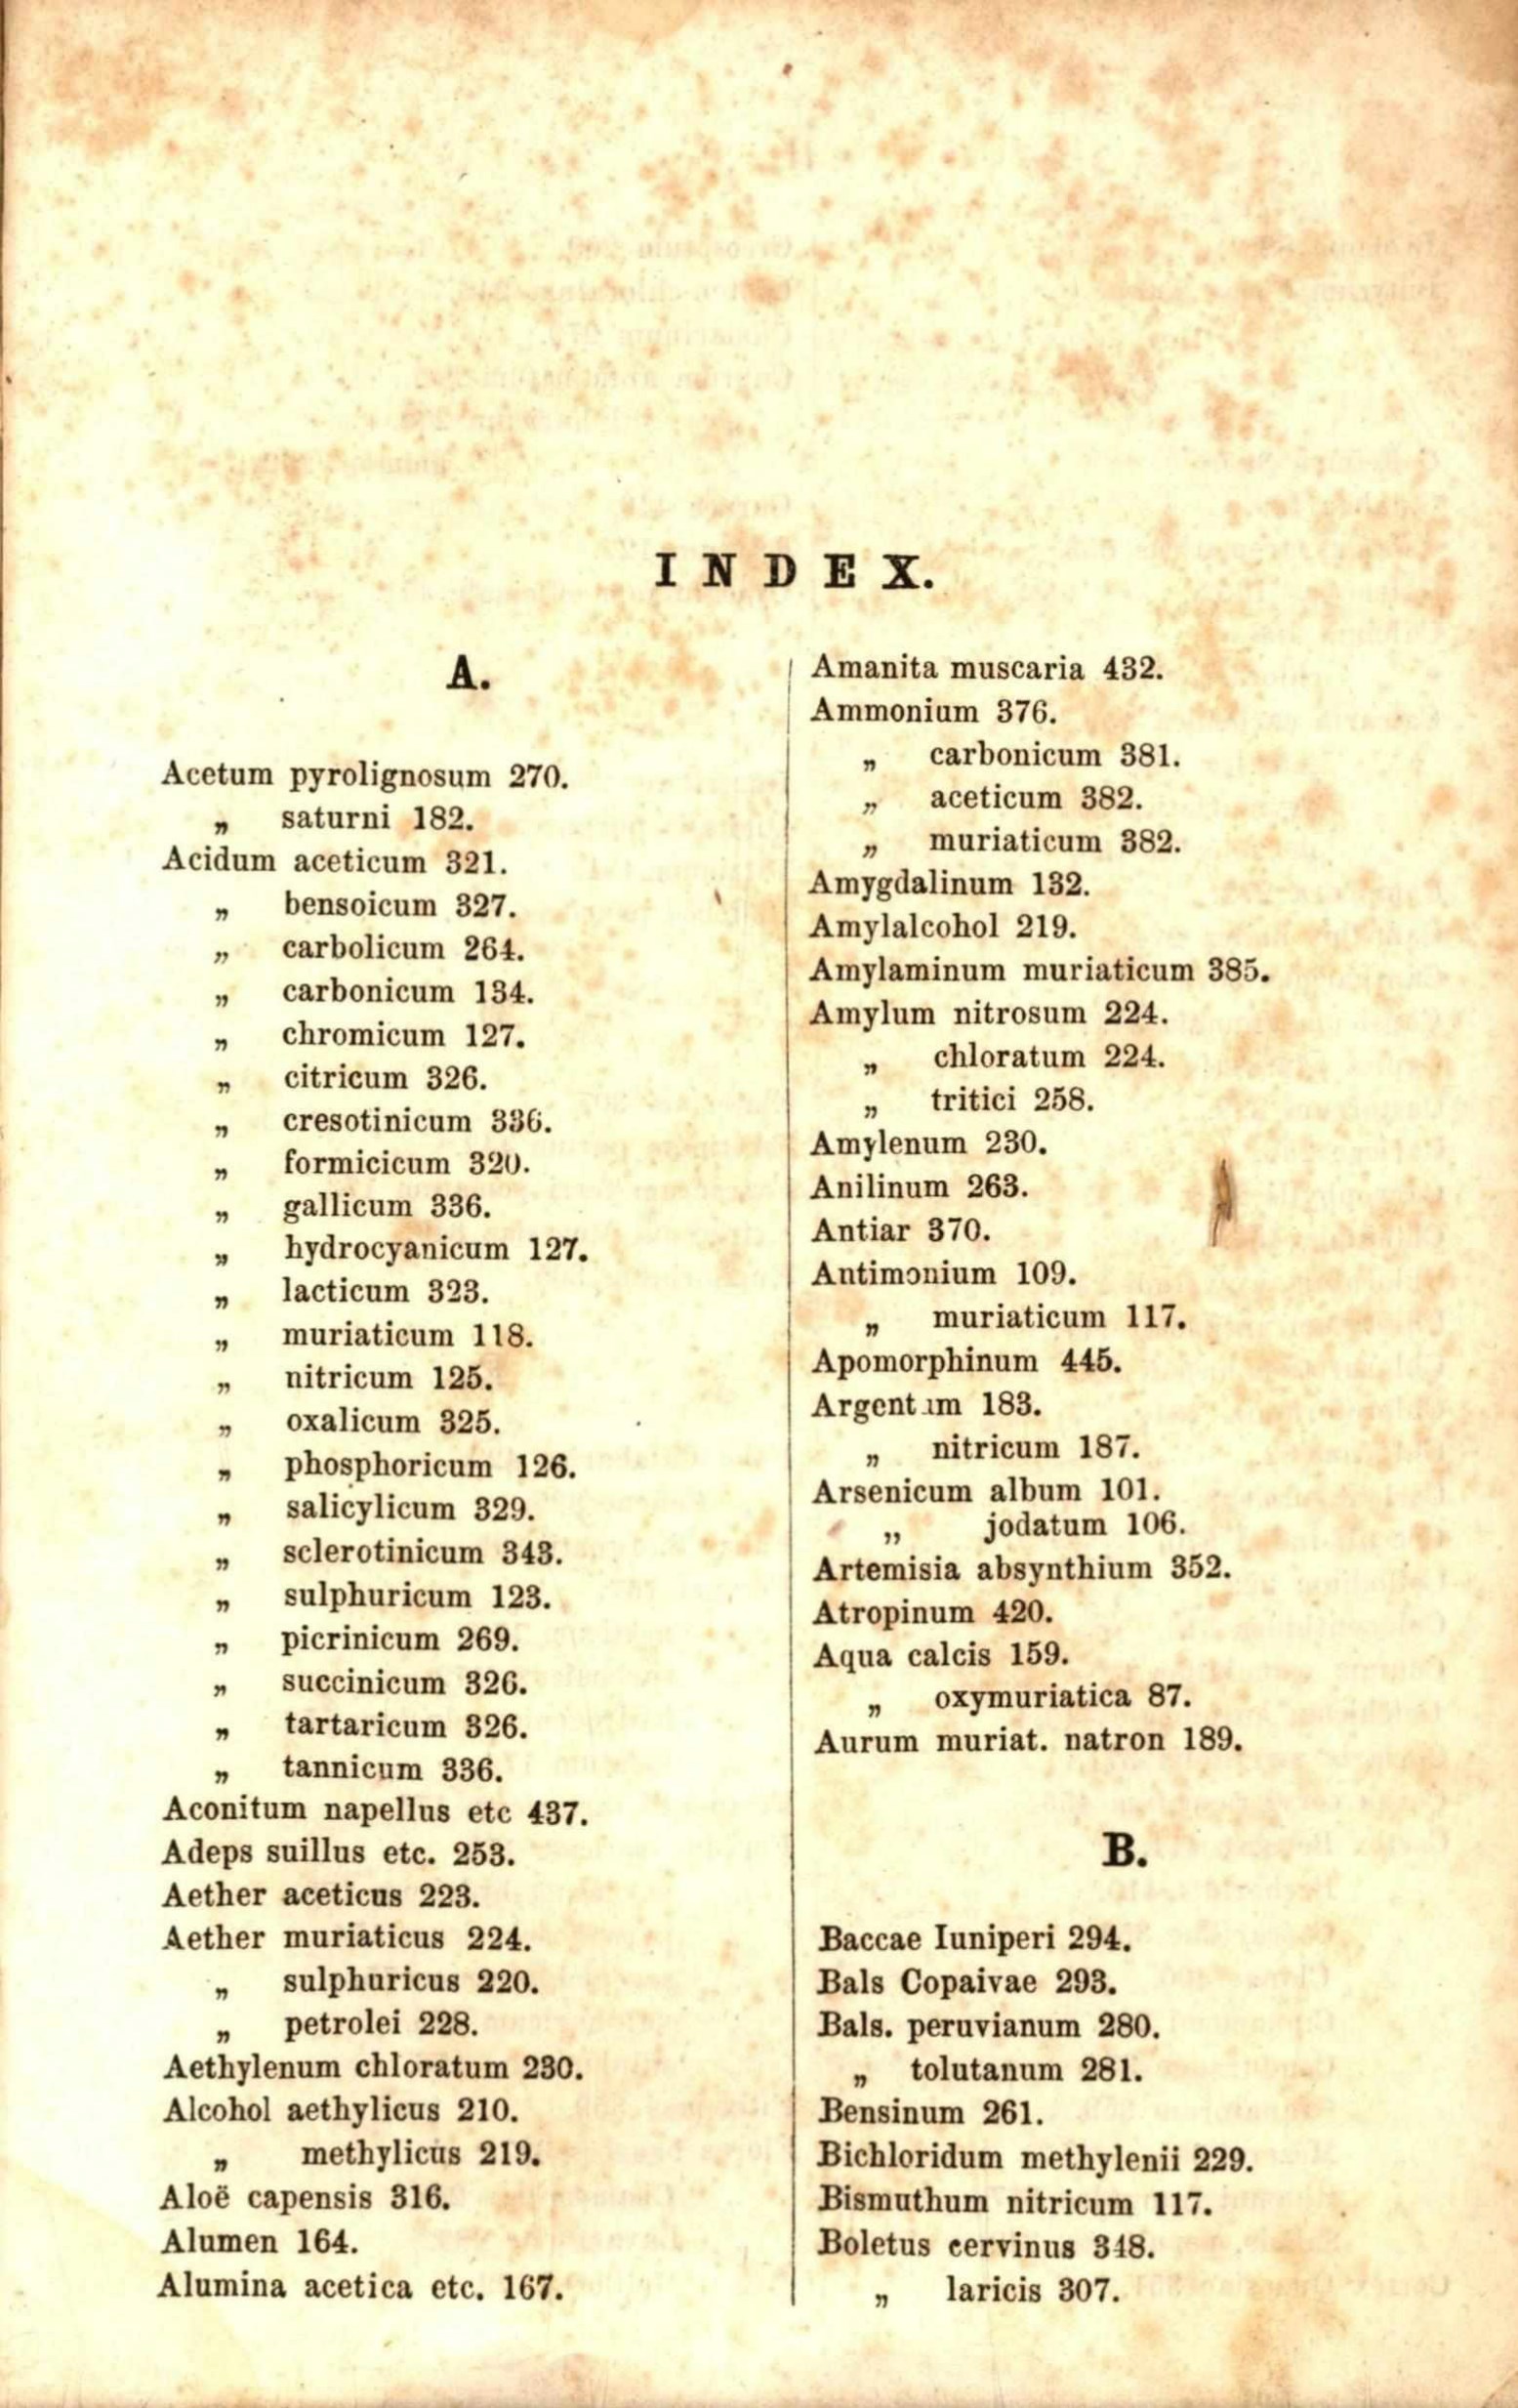 INDEX.
A.
Acetum pyrolignosum 270.
„ saturni 182.
Acidum aceticum 321.
„ bensoicum 327.
„ carbolicum 264.
„ carbonicum 134.
„ chromicum 127.
„ citricum 326.
„ cresotinicum 336.
„ formicicum 320.
„ gallicum 336.
„ hydrocyanicum 127.
„ lacticum 323.
„ muriaticum 118.
„ nitricum 125.
„ oxalicum 325.
„ phosphoricum 126.
„ salicylicum 329.
„ sclerotinicum 343.
„ sulphuricum 123.
„ picrinicum 269.
„ succinicum 326.
„ tartaricum 326.
„ tannicum 336.
Aconitum napellus etc 437.
Adeps suillus etc. 253.
Aether aceticus 223.
Aether muriaticus 224.
„ sulphuricus 220.
„ petrolei 228.
Aethylenum chloratum 230.
Alcohol aethylicus 210.
„ methylicus 219.
Aloë capensis 316.
Alumen 164.
Alumina acetica etc. 167.
Amanita muscaria 432.
Ammonium 376.
„ carbonicum 381.
„ aceticum 382.
„ muriaticum 382.
Amygdalinum 132.
Amylalcohol 219.
Amylaminum muriaticum 385.
Amylum nitrosum 224.
„ chloratum 224.
„ tritici 258.
Amylenum 230.
Anilinum 263.
Antiar 370.
Antimonium 109.
„ muriaticum 117.
Apomorphinum 445.
Argentum 183.
„ nitricum 187.
Arsenicum album 101.
„ jodatum 106.
Artemisia absynthium 352.
Atropinum 420.
Aqua calcis 159.
„ oxymuriatica 87.
Aurum muriat. natron 189.
B.
Baccae Iuniperi 294.
Bals Copaivae 293.
Bals. peruvianum 280.
„ tolutanum 281.
Bensinum 261.
Bichloridum methylenii 229.
Bismuthum nitricum 117.
Boletus cervinus 348.
„ laricis 307.